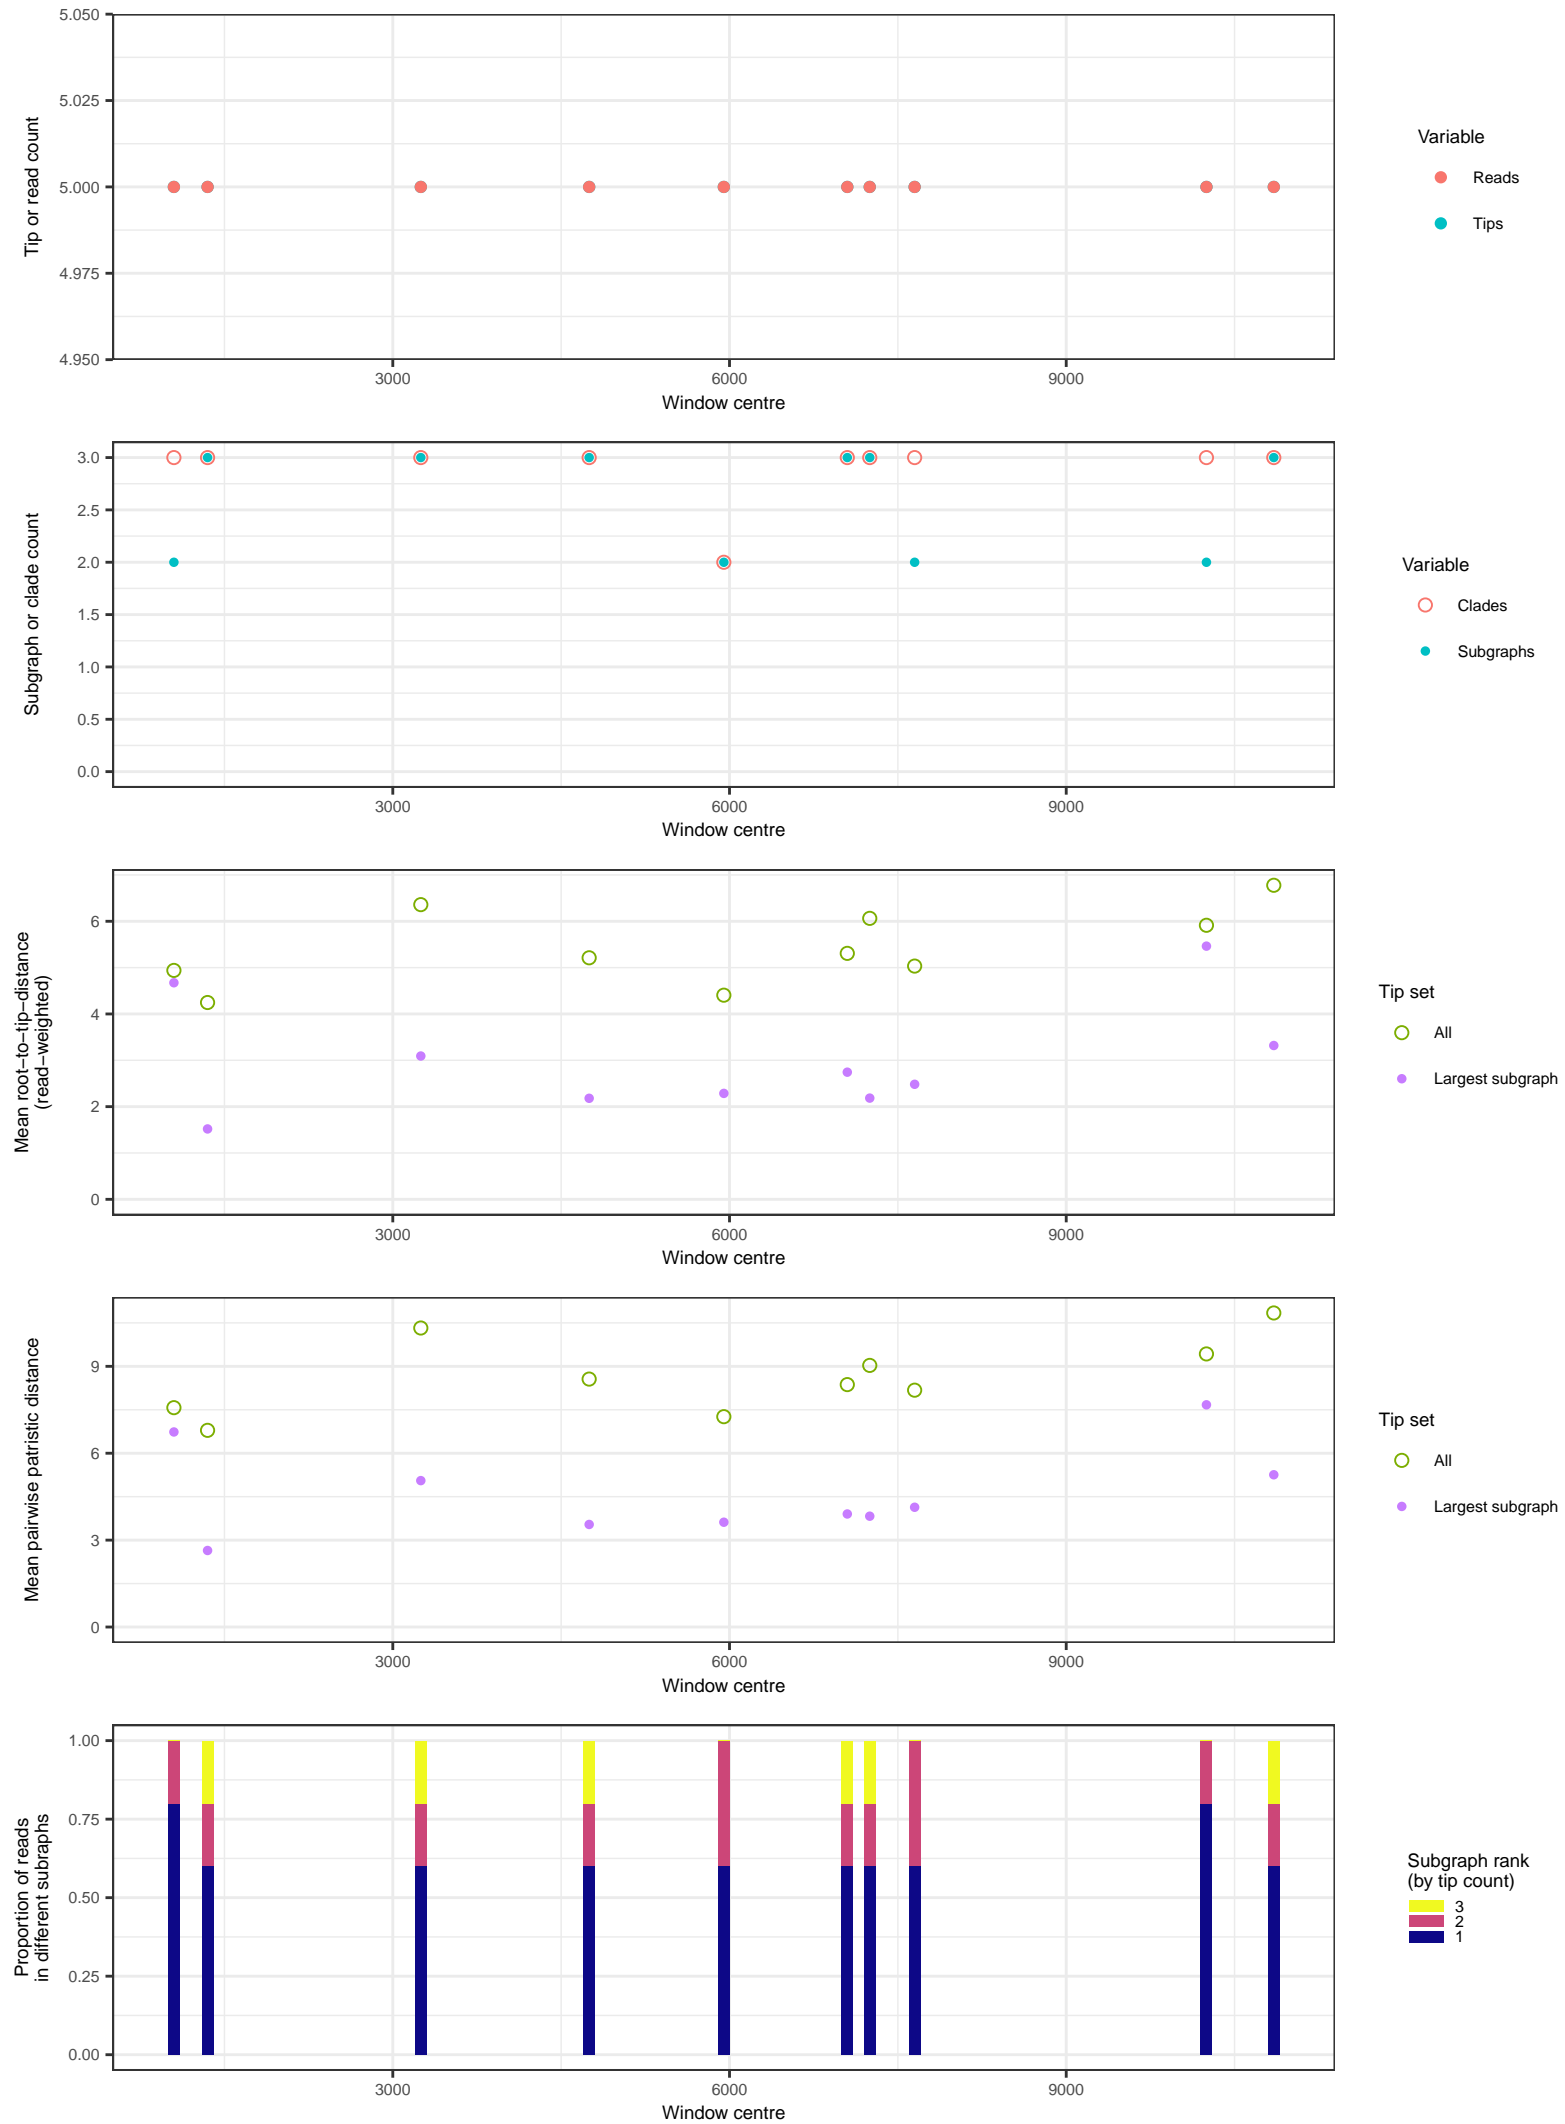 5.050
5.025
5.000
4.975
4.950
Tip or read count
3000 6000 9000
Window centre
Variable
Reads
Tips
3.0
2.5
2.0
1.5
1.0
0.5
0.0
Subgraph or clade count
3000 6000 9000
Window centre
Variable
Clades
Subgraphs
6
4
2
0
Mean root−to−tip−distance
(read−weighted)
3000 6000 9000
Window centre
Tip set
All
Largest subgraph
9
6
3
0
Mean pairwise patristic distance
3000 6000 9000
Window centre
Tip set
All
Largest subgraph
1.00
0.75
0.50
0.25
0.00
Proportion of reads
in different subraphs
3000 6000 9000
Window centre
Subgraph rank
(by tip count)
3
2
1